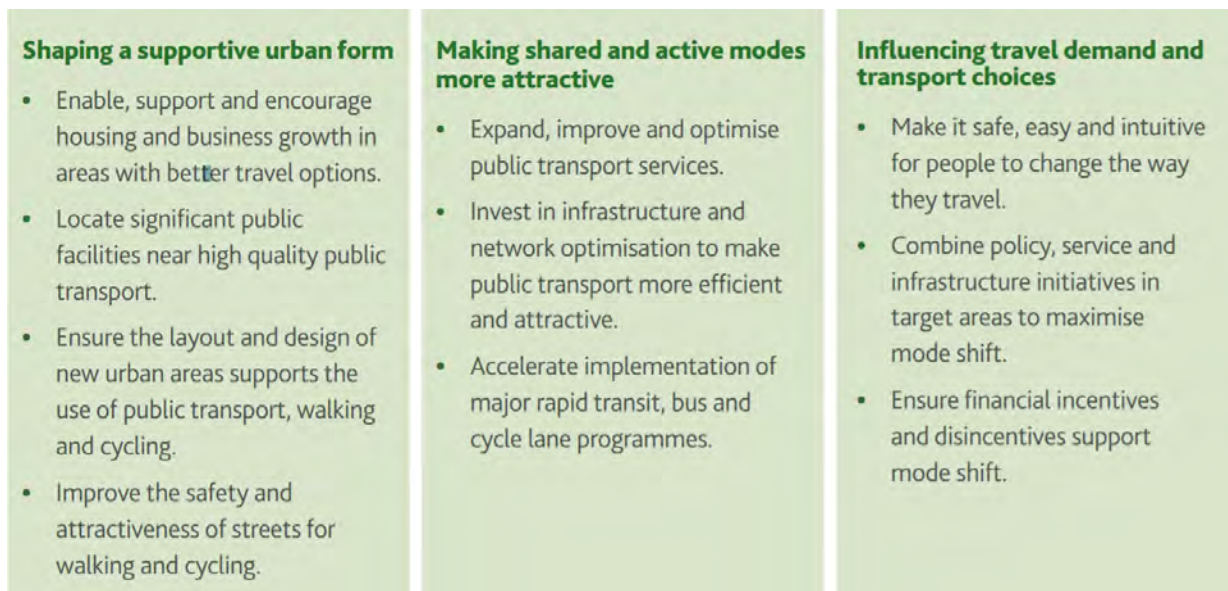 Shaping a supportive urban form
• Enable, support and encourage
housing and business growth in
areas with better travel options.
• Locate significant public
facilities near high quality public
transport.
• Ensure the layout and design of
new urban areas supports the
use of public transport, walking
and cycling.
• Improve the safety and
attractiveness of streets for
walking and cycling.
Making shared and active modes
more attractive
• Expand, improve and optimise
public transport services.
• Invest in infrastructure and
network optimisation to make
public transport more efficient
and attractive.
• Accelerate implementation of
major rapid transit, bus and
cycle lane programmes.
Influencing travel demand and
transport choices
• Make it safe, easy and intuitive
for people to change the way
they travel.
• Combine policy, service and
infrastructure initiatives in
target areas to maximise
mode shift.
• Ensure financial incentives
and disincentives support
mode shift.